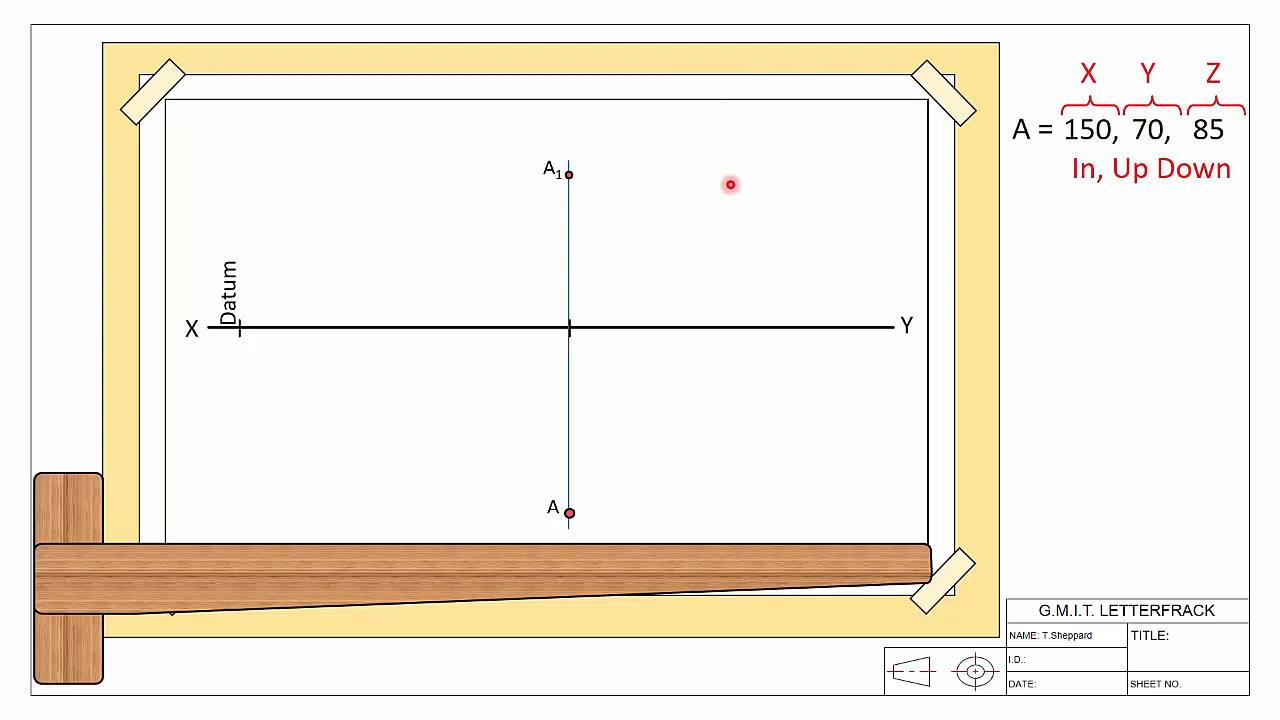 X Y Z
A = 150, 70, 85
In, Up Down
A1
Datum
X
Y
A
G.M.I.T. LETTERFRACK
NAME: T.Sheppard
TITLE:
I.D.:
DATE:
SHEET NO.